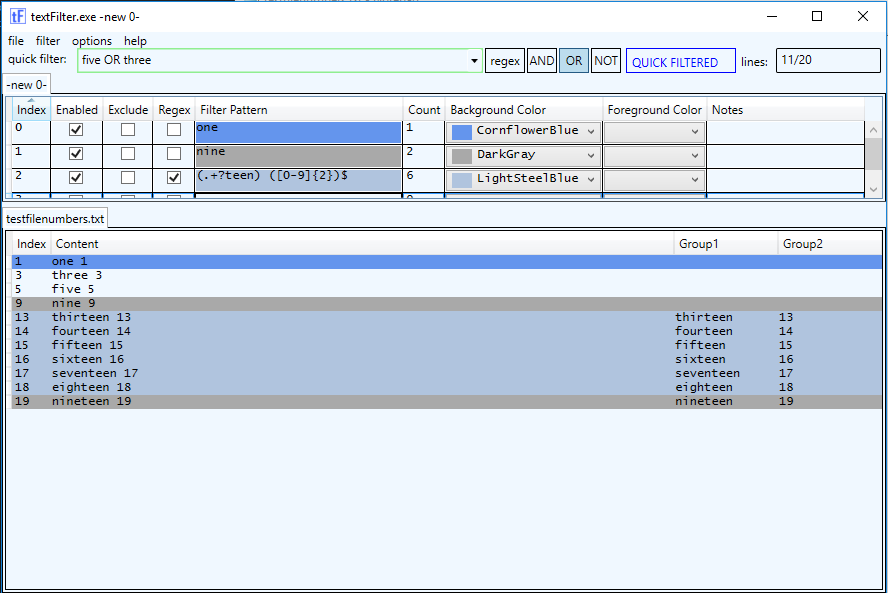 tF textFilter.exe -new 0-
file filter options help
quick filter: five OR three regex AND OR NOT QUICK FILTERED lines: 11/20
-new 0-
Index Enabled Exclude Regex Filter Pattern Count Background Color Foreground Color Notes
0 one 1 CornflowerBlue
1 nine 2 DarkGray
2 (.+?teen) ([0-9]{2})$ 6 LightSteelBlue
testfilenumbers.txt
Index Content Group1 Group2
1 one 1
3 three 3
5 five 5
9 nine 9
13 thirteen 13 thirteen 13
14 fourteen 14 fourteen 14
15 fifteen 15 fifteen 15
16 sixteen 16 sixteen 16
17 seventeen 17 seventeen 17
18 eighteen 18 eighteen 18
19 nineteen 19 nineteen 19